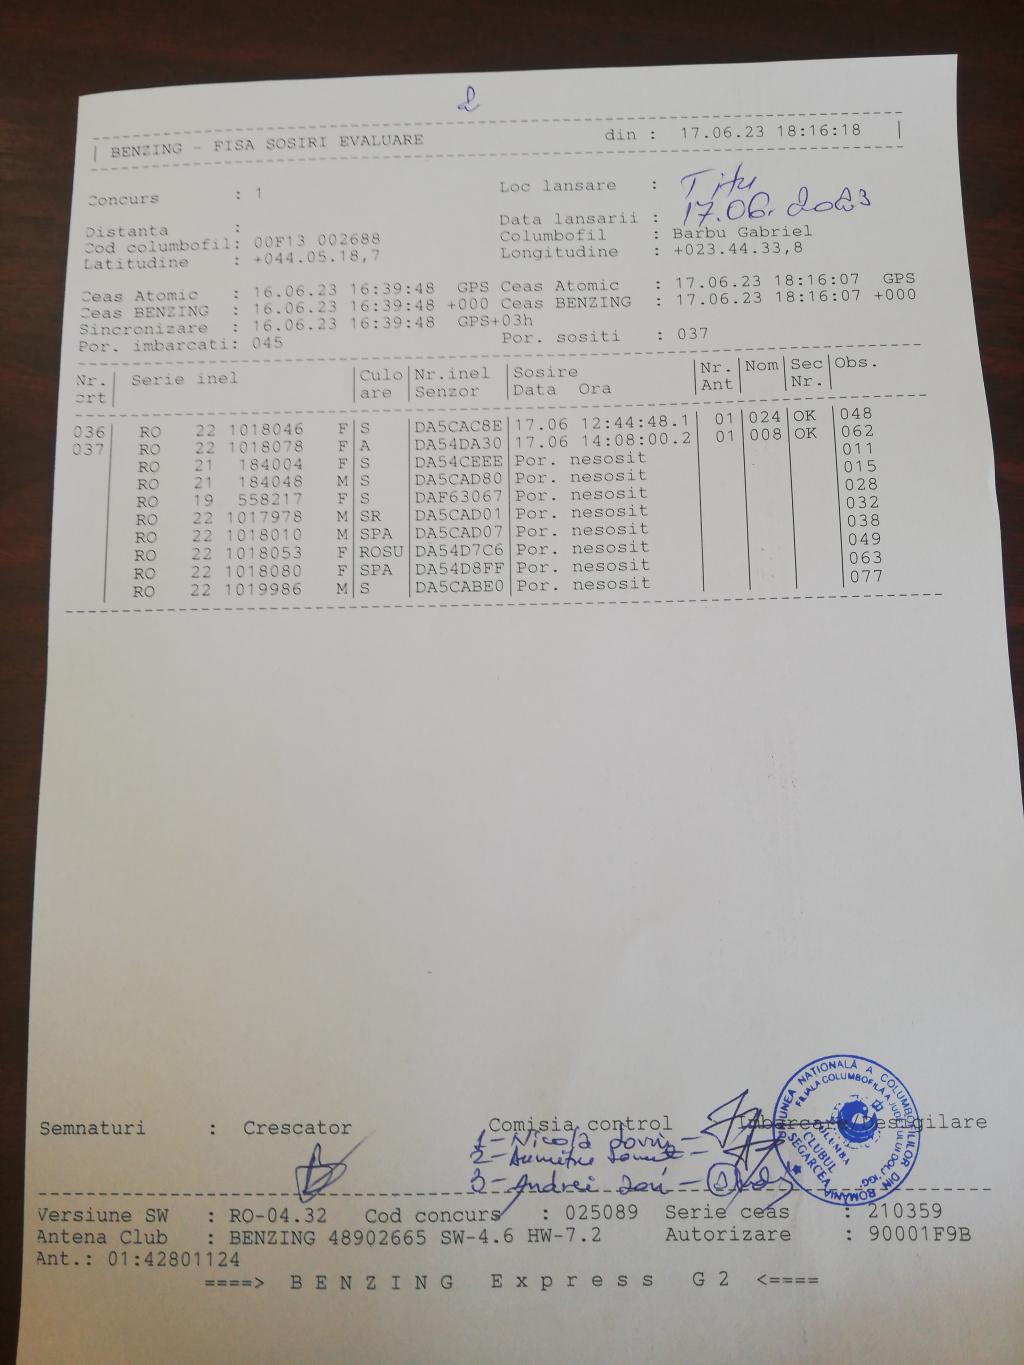 2
| BENZING - FISA SOSIRI EVALUARE din : 17.06.23 18:16:18 |
Concurs : 1 Loc lansare : Titu
Distanta : Data lansarii : 17.06.2023
Cod columbofil: 00F13 002688 Columbofil : Barbu Gabriel
Latitudine : +044.05.18,7 Longitudine : +023.44.33,8
Ceas Atomic : 16.06.23 16:39:48 GPS Ceas Atomic : 17.06.23 18:16:07 GPS
Ceas BENZING : 16.06.23 16:39:48 +000 Ceas BENZING : 17.06.23 18:16:07 +000
Sincronizare : 16.06.23 16:39:48 GPS+03h
Por. imbarcati: 045 Por. sositi : 037
Nr. | Serie inel | Culo | Nr.inel | Sosire | Nr. | Nom | Sec | Obs.
crt | | are | Senzor | Data Ora | Ant | | Nr. |
036 | RO 22 1018046 F | S | DA5CAC8E | 17.06 12:44:48.1 | 01 | 024 | OK | 048
037 | RO 22 1018078 F | A | DA54DA30 | 17.06 14:08:00.2 | 01 | 008 | OK | 062
RO 21 184004 F | S | DA54CEEE | Por. nesosit | 011
RO 21 184048 M | S | DA5CAD80 | Por. nesosit | 015
RO 19 558217 F | S | DAF63067 | Por. nesosit | 028
RO 22 1017978 M | SR | DA5CAD01 | Por. nesosit | 032
RO 22 1018010 M | SPA | DA5CAD07 | Por. nesosit | 038
RO 22 1018053 F | ROSU | DA54D7C6 | Por. nesosit | 049
RO 22 1018080 F | SPA | DA54D8FF | Por. nesosit | 063
RO 22 1019986 M | S | DA5CABE0 | Por. nesosit | 077
Semnaturi : Crescator Comisia control Imbarcare/Desigilare
1-
2-
3- Andrei
UNIUNEA NATIONALĂ A COLUMBOFILILOR DIN ROMÂNIA
FILIALA COLUMBOFILA A JUDETULUI DOLJ
CLUBUL
COLUMBA
SEGARCEA
Versiune SW : RO-04.32 Cod concurs : 025089 Serie ceas : 210359
Antena Club : BENZING 48902665 SW-4.6 HW-7.2 Autorizare : 90001F9B
Ant.: 01:42801124
====> B E N Z I N G E x p r e s s G 2 <====